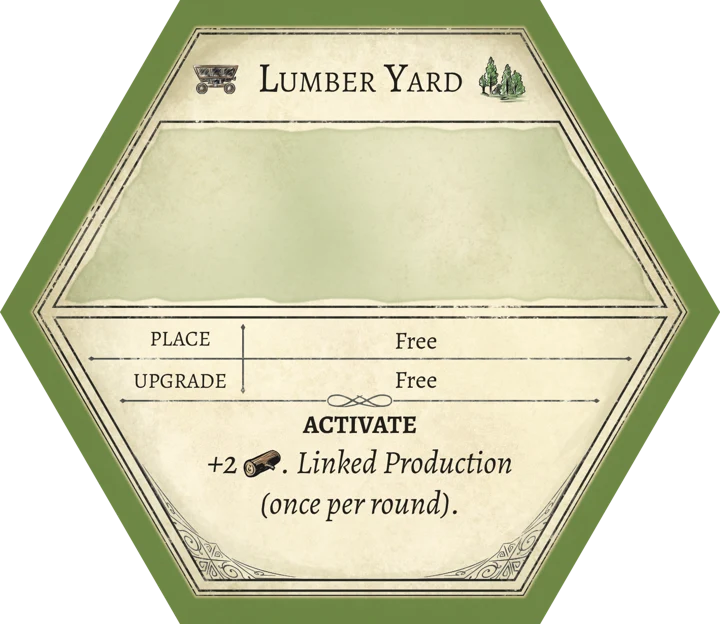 Lumber Yard
PLACE Free
UPGRADE Free
ACTIVATE
+2 . Linked Production
(once per round).